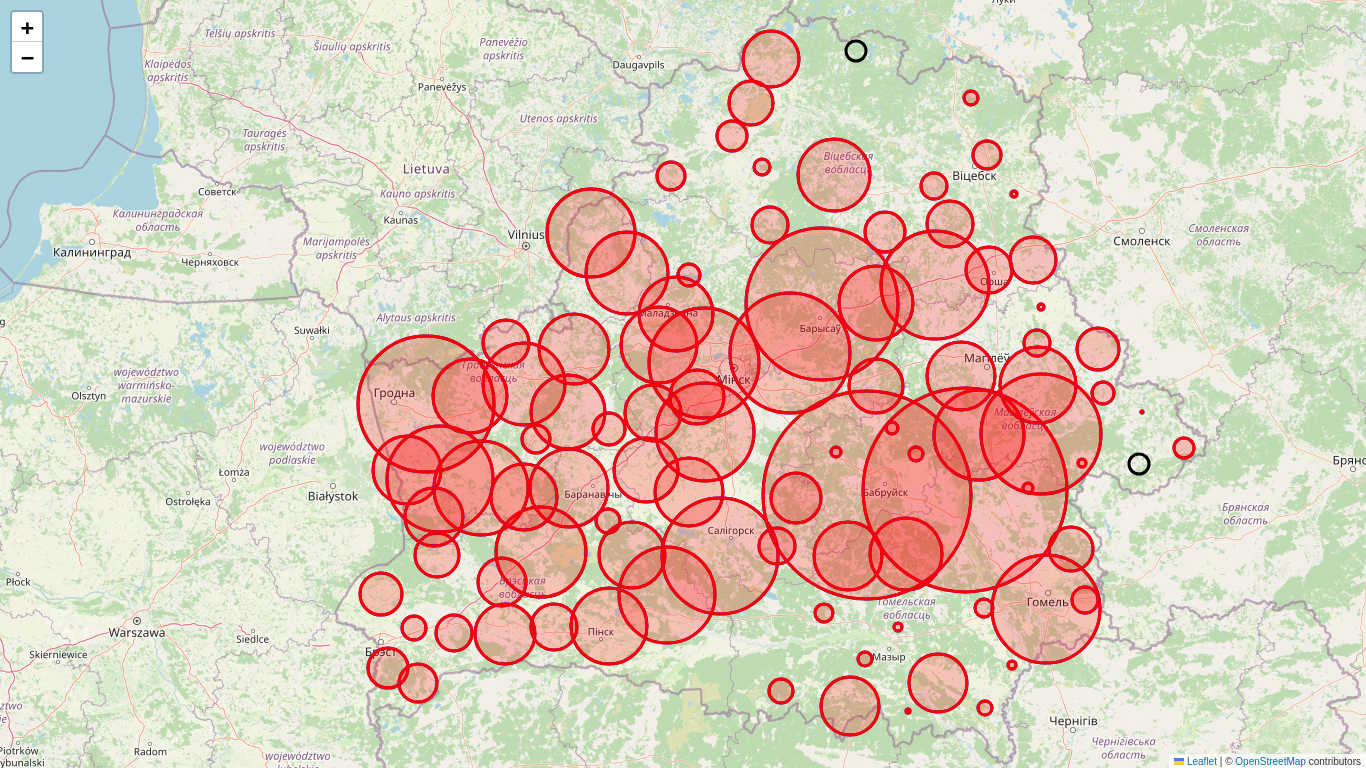 +
−
Луки
Telšių apskritis
Šiaulių apskritis
Panevėžio
apskritis
Klaipėdos
apskritis
Daugavpils
Panevėžys
Utenos apskritis
Tauragės
apskritis
Lietuva
Віцебская
вобласць
Віцебск
Советск
Kauno apskritis
Калининградская
область
Kaunas
Vilnius
Marijampolės
apskritis
Калининград
Черняховск
Смоленск
Смоленская
область
Орша
Alytaus apskritis
Маладзечна
Suwałki
Барысаў
Магілёў
województwo
warmińsko-
mazurskie
Olsztyn
Гродна
Гродзенская
вобласць
Мінск
Магілёўская
вобласць
województwo
podlaskie
Łomża
Брянс
Białystok
Ostrołęka
Баранавічы
Бабруйск
Брянская
область
Салігорск
Płock
Брэсцкая
вобласць
Гомельская
вобласць
Гомель
Warszawa
Siedlce
Пінск
Skierniewice
Брэст
Мазыр
Чернігів
Чернігівська
область
Piotrków
Trybunalski
Radom
województwo
Leaflet | © OpenStreetMap contributors